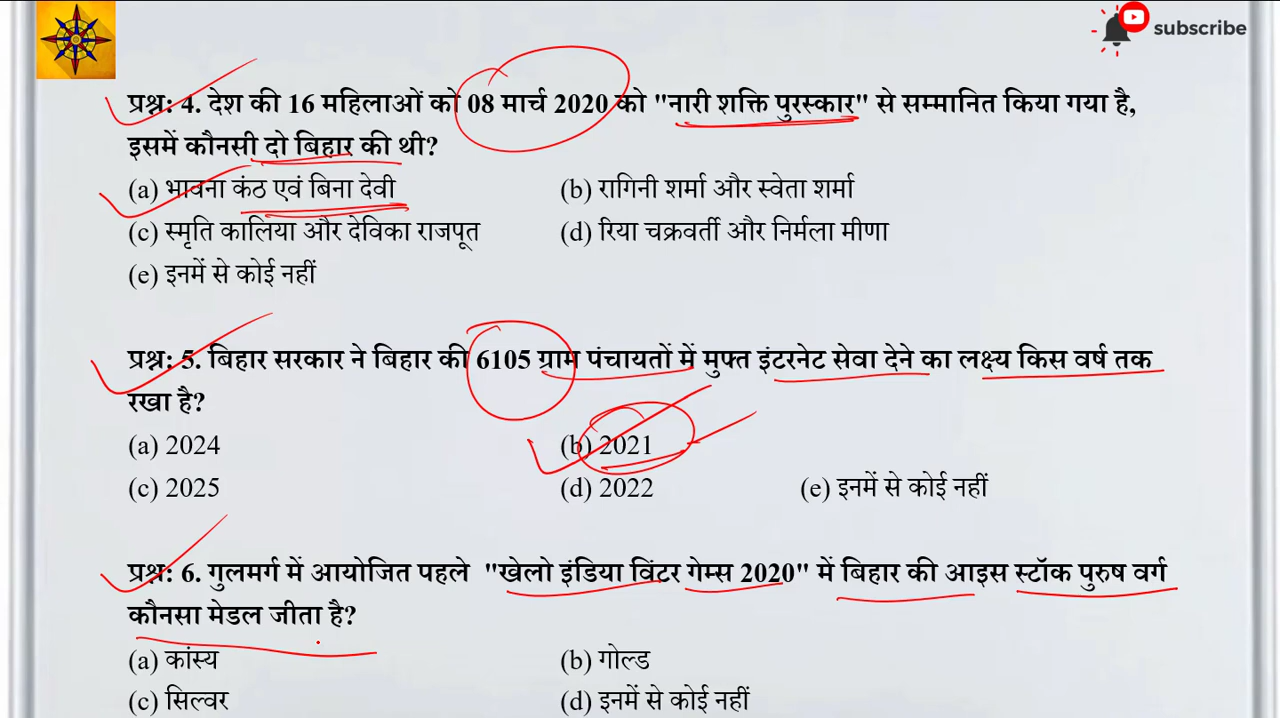 subscribe
प्रश्न: 4. देश की 16 महिलाओं को 08 मार्च 2020 को "नारी शक्ति पुरस्कार" से सम्मानित किया गया है,
इसमें कौनसी दो बिहार की थी?
(a) भावना कंठ एवं बिना देवी (b) रागिनी शर्मा और स्वेता शर्मा
(c) स्मृति कालिया और देविका राजपूत (d) रिया चक्रवर्ती और निर्मला मीणा
(e) इनमें से कोई नहीं
प्रश्न: 5. बिहार सरकार ने बिहार की 6105 ग्राम पंचायतों में मुफ्त इंटरनेट सेवा देने का लक्ष्य किस वर्ष तक
रखा है?
(a) 2024 (b) 2021
(c) 2025 (d) 2022 (e) इनमें से कोई नहीं
प्रश्न: 6. गुलमर्ग में आयोजित पहले "खेलो इंडिया विंटर गेम्स 2020" में बिहार की आइस स्टॉक पुरुष वर्ग
कौनसा मेडल जीता है?
(a) कांस्य (b) गोल्ड
(c) सिल्वर (d) इनमें से कोई नहीं